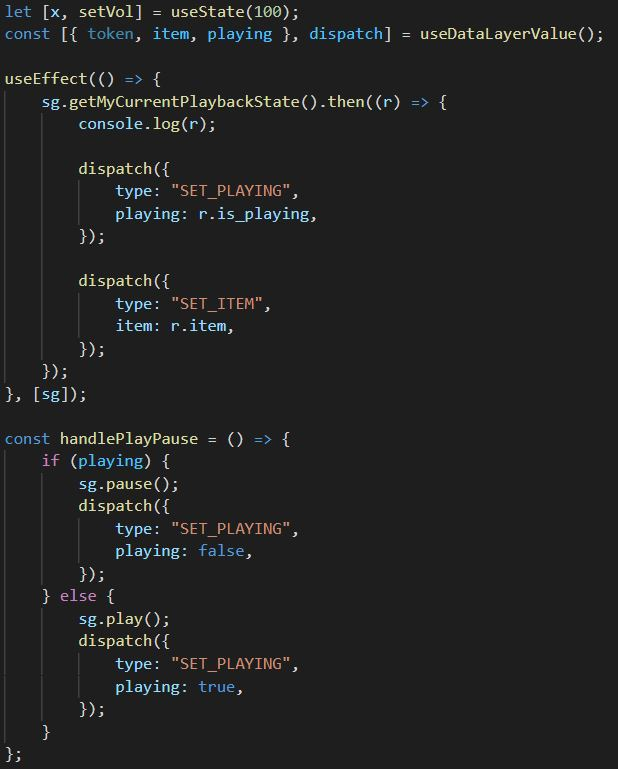 let [x, setVol] = useState(100);
const [{ token, item, playing }, dispatch] = useDataLayerValue();

useEffect(() => {
    sg.getMyCurrentPlaybackState().then((r) => {
        console.log(r);

        dispatch({
            type: "SET_PLAYING",
            playing: r.is_playing,
        });

        dispatch({
            type: "SET_ITEM",
            item: r.item,
        });
    });
}, [sg]);

const handlePlayPause = () => {
    if (playing) {
        sg.pause();
        dispatch({
            type: "SET_PLAYING",
            playing: false,
        });
    } else {
        sg.play();
        dispatch({
            type: "SET_PLAYING",
            playing: true,
        });
    }
};